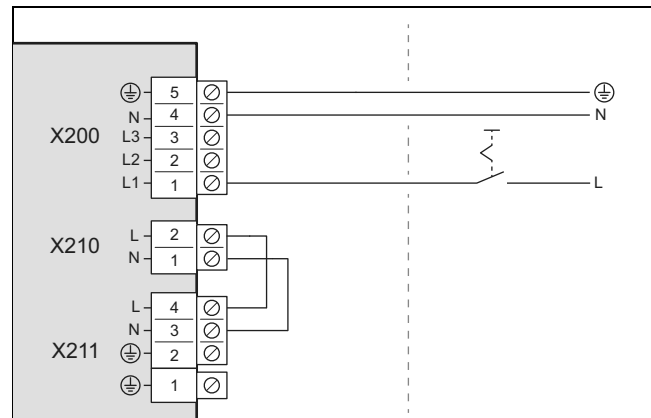 ⏚ 5 ⏚
N 4 N
X200 L3 3
L2 2
L1 1 L
L 2
X210 N 1
L 4
N 3
X211 ⏚ 2
⏚ 1